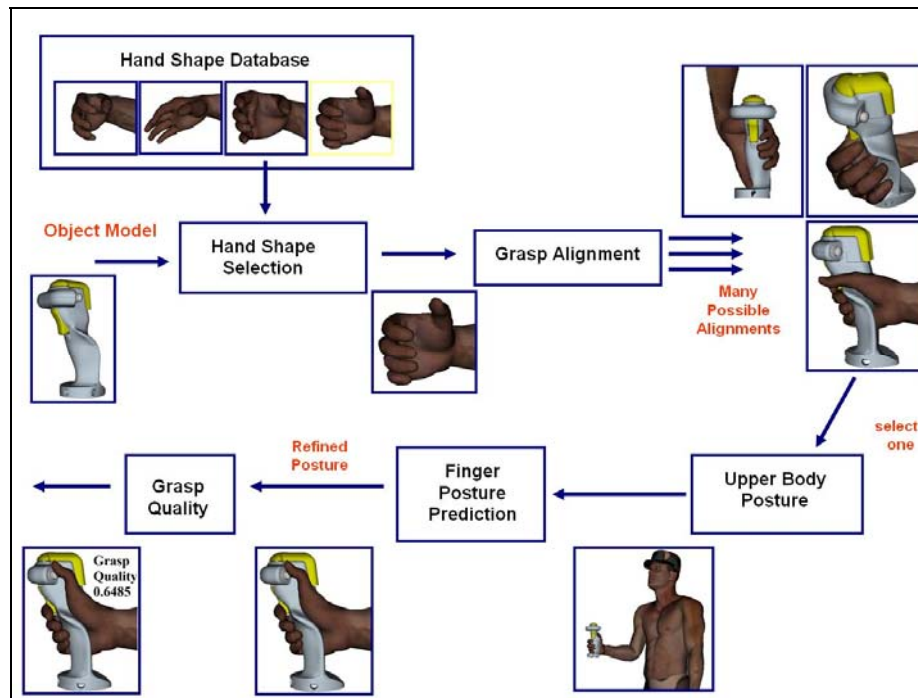 Hand Shape Database
Object Model
Hand Shape
Selection
Grasp Alignment
Many
Possible
Alignments
select
one
Upper Body
Posture
Finger
Posture
Prediction
Refined
Posture
Grasp
Quality
Grasp
Quality
0.6485